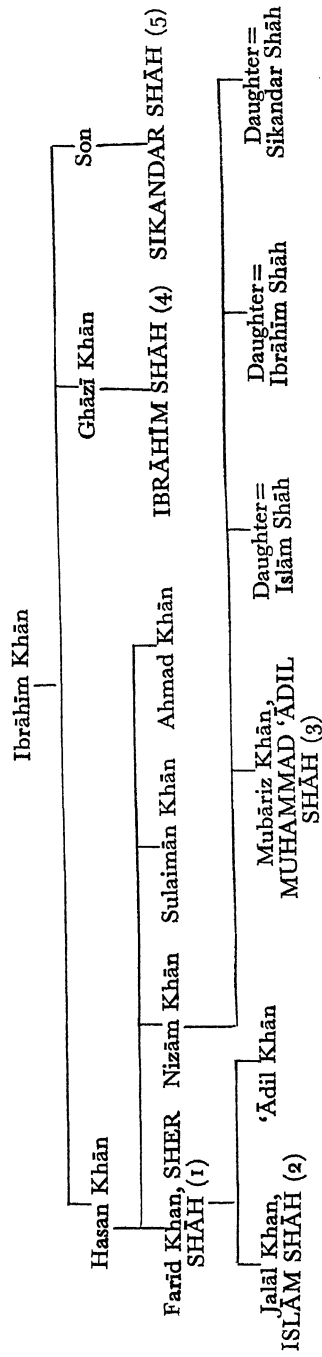 Ibrāhīm Khān
Hasan Khān
Ghāzī Khān
Son
Farīd Khan, SHER
SHĀH (1)
Nizām Khān
Sulaimān Khān
Ahmad Khān
IBRĀHĪM SHĀH (4)
SIKANDAR SHĀH (5)
Jalāl Khan,
ISLĀM SHĀH (2)
‘Ādil Khān
Mubāriz Khān,
MUHAMMAD ‘ĀDIL
SHĀH (3)
Daughter=
Islām Shāh
Daughter=
Ibrāhīm Shāh
Daughter=
Sikandar Shāh